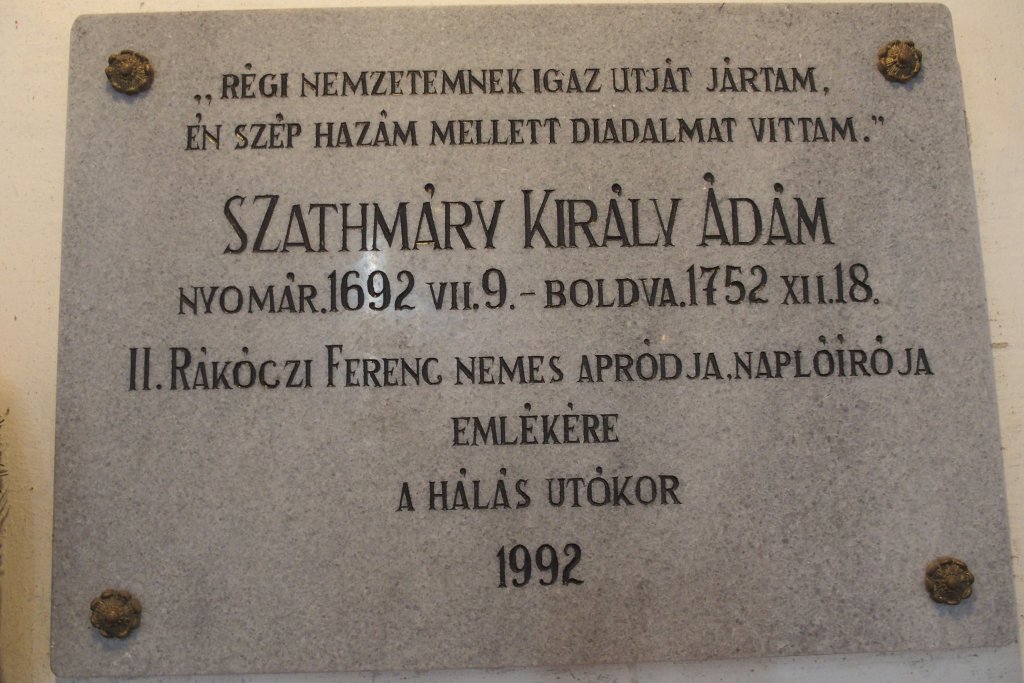 „RÉGI NEMZETEMNEK IGAZ UTJÁT JÁRTAM,
ÉN SZÉP HAZÁM MELLETT DIADALMAT VITTAM."
SZATHMÁRY KIRÁLY ÁDÁM
NYOMÁR.1692 VII.9.-BOLDVA.1752 XII.18.
II. RÁKÓCZI FERENC NEMES APRÓDJA,NAPLÓÍRÓJA
EMLÉKÉRE
A HÁLÁS UTÓKOR
1992